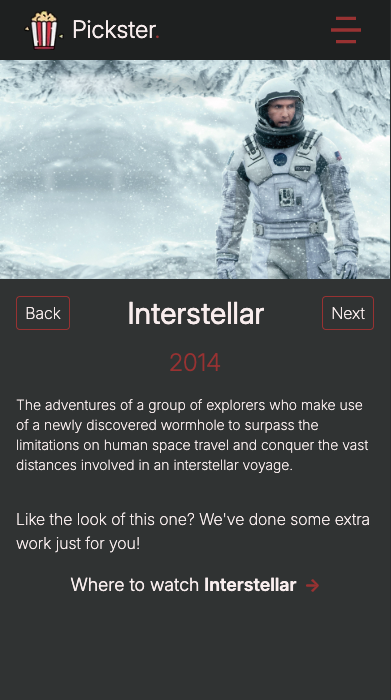 Pickster.
Back
Interstellar
Next
2014
The adventures of a group of explorers who make use
of a newly discovered wormhole to surpass the
limitations on human space travel and conquer the vast
distances involved in an interstellar voyage.
Like the look of this one? We've done some extra
work just for you!
Where to watch Interstellar →